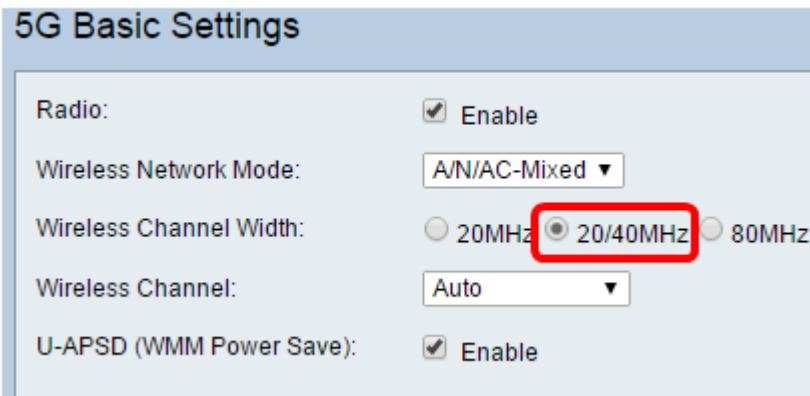 5G Basic Settings
Radio: Enable
Wireless Network Mode: A/N/AC-Mixed
Wireless Channel Width: 20MHz 20/40MHz 80MHz
Wireless Channel: Auto
U-APSD (WMM Power Save): Enable